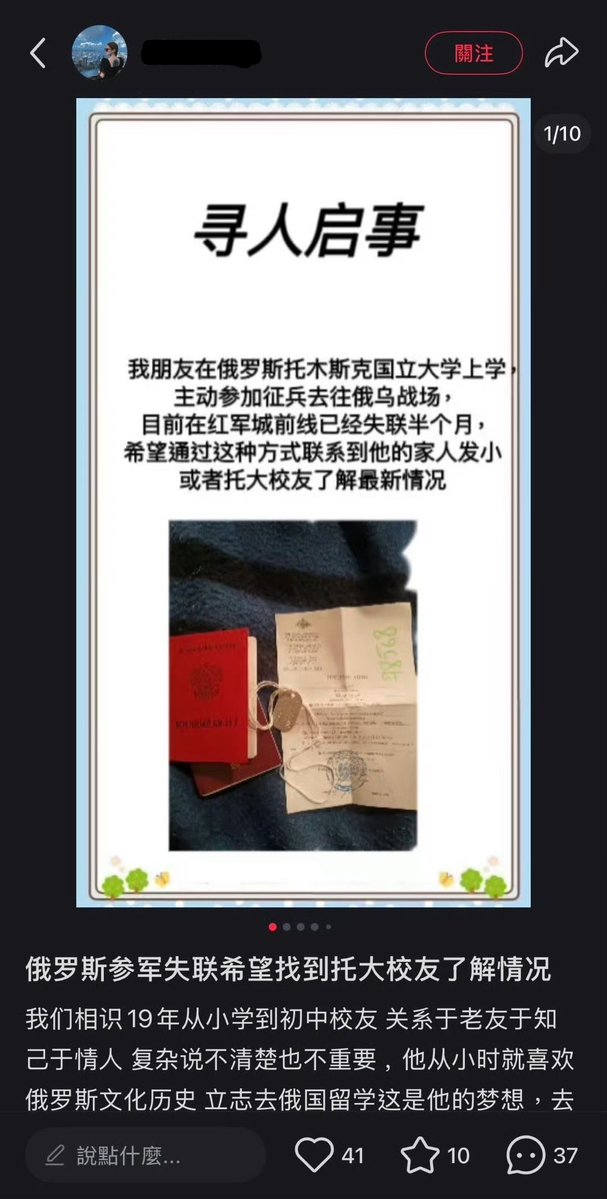 關注
1/10
寻人启事
我朋友在俄罗斯托木斯克国立大学上学，
主动参加征兵去往俄乌战场，
目前在红军城前线已经失联半个月，
希望通过这种方式联系到他的家人发小
或者托大校友了解最新情况
俄罗斯参军失联希望找到托大校友了解情况
我们相识19年从小学到初中校友 关系于老友于知
己于情人 复杂说不清楚也不重要，他从小时就喜欢
俄罗斯文化历史 立志去俄国留学这是他的梦想，去
說點什麼...
41
10
37